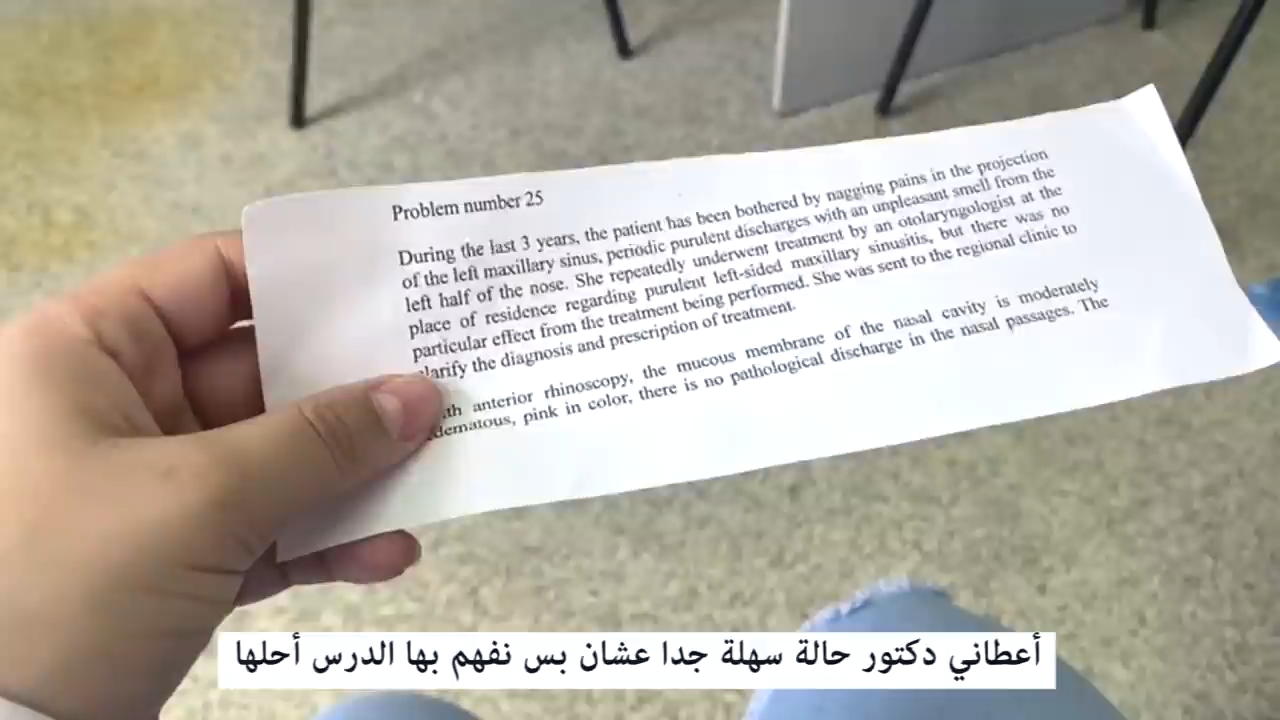 Problem number 25
During the last 3 years, the patient has been bothered by nagging pains in the projection
of the left maxillary sinus, periodic purulent discharges with an unpleasant smell from the
left half of the nose. She repeatedly underwent treatment by an otolaryngologist at the
place of residence regarding purulent left-sided maxillary sinusitis, but there was no
particular effect from the treatment being performed. She was sent to the regional clinic to
larify the diagnosis and prescription of treatment.
th anterior rhinoscopy, the mucous membrane of the nasal cavity is moderately
dematous, pink in color, there is no pathological discharge in the nasal passages. The
أعطاني دكتور حالة سهلة جدا عشان بس نفهم بها الدرس أحلها